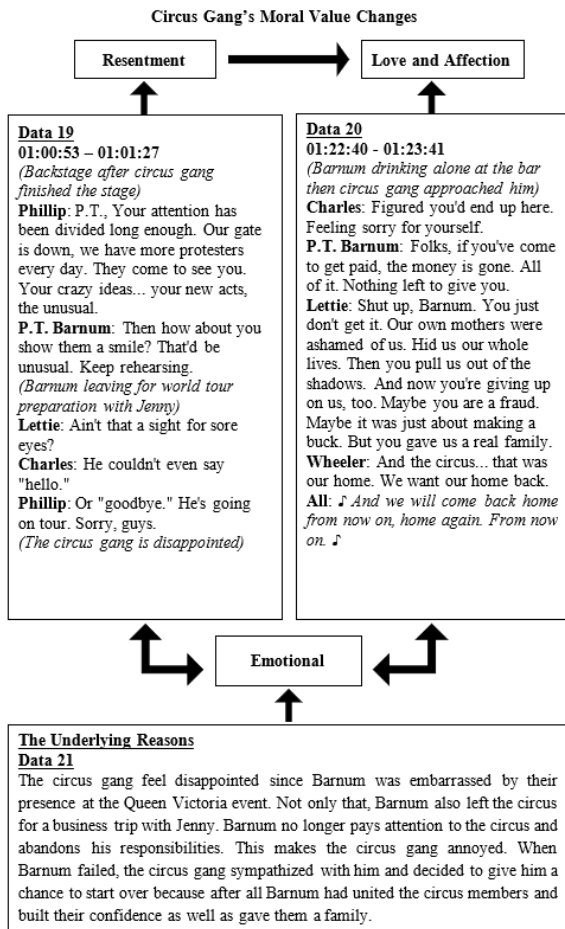 Circus Gang's Moral Value Changes
Resentment
Love and Affection
Data 19
01:00:53 – 01:01:27
(Backstage after circus gang
finished the stage)
Phillip: P.T., Your attention has
been divided long enough. Our gate
is down, we have more protesters
every day. They come to see you.
Your crazy ideas... your new acts,
the unusual.
P.T. Barnum: Then how about you
show them a smile? That'd be
unusual. Keep rehearsing.
(Barnum leaving for world tour
preparation with Jenny)
Lettie: Ain't that a sight for sore
eyes?
Charles: He couldn't even say
"hello."
Phillip: Or "goodbye." He's going
on tour. Sorry, guys.
(The circus gang is disappointed)
Data 20
01:22:40 - 01:23:41
(Barnum drinking alone at the bar
then circus gang approached him)
Charles: Figured you'd end up here.
Feeling sorry for yourself.
P.T. Barnum: Folks, if you've come
to get paid, the money is gone. All
of it. Nothing left to give you.
Lettie: Shut up, Barnum. You just
don't get it. Our own mothers were
ashamed of us. Hid us our whole
lives. Then you pull us out of the
shadows. And now you're giving up
on us, too. Maybe you are a fraud.
Maybe it was just about making a
buck. But you gave us a real family.
Wheeler: And the circus... that was
our home. We want our home back.
All: ♪ And we will come back home
from now on, home again. From now
on. ♪
Emotional
The Underlying Reasons
Data 21
The circus gang feel disappointed since Barnum was embarrassed by their
presence at the Queen Victoria event. Not only that, Barnum also left the circus
for a business trip with Jenny. Barnum no longer pays attention to the circus and
abandons his responsibilities. This makes the circus gang annoyed. When
Barnum failed, the circus gang sympathized with him and decided to give him a
chance to start over because after all Barnum had united the circus members and
built their confidence as well as gave them a family.